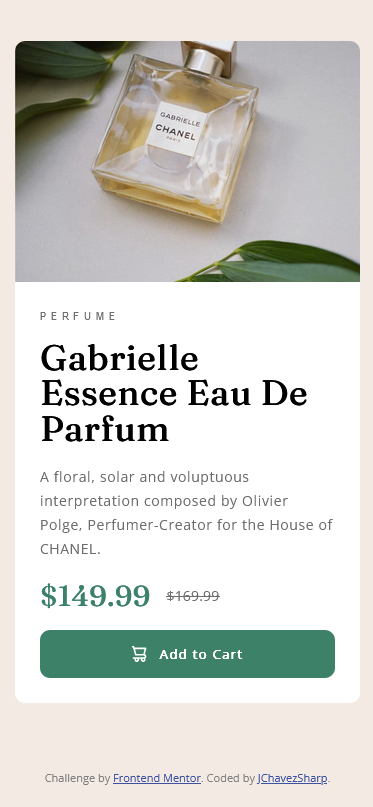 GABRIELLE
CHANEL
PARIS
PERFUME
Gabrielle
Essence Eau De
Parfum
A floral, solar and voluptuous
interpretation composed by Olivier
Polge, Perfumer-Creator for the House of
CHANEL.
$149.99 $169.99
Add to Cart
Challenge by Frontend Mentor. Coded by JChavezSharp.